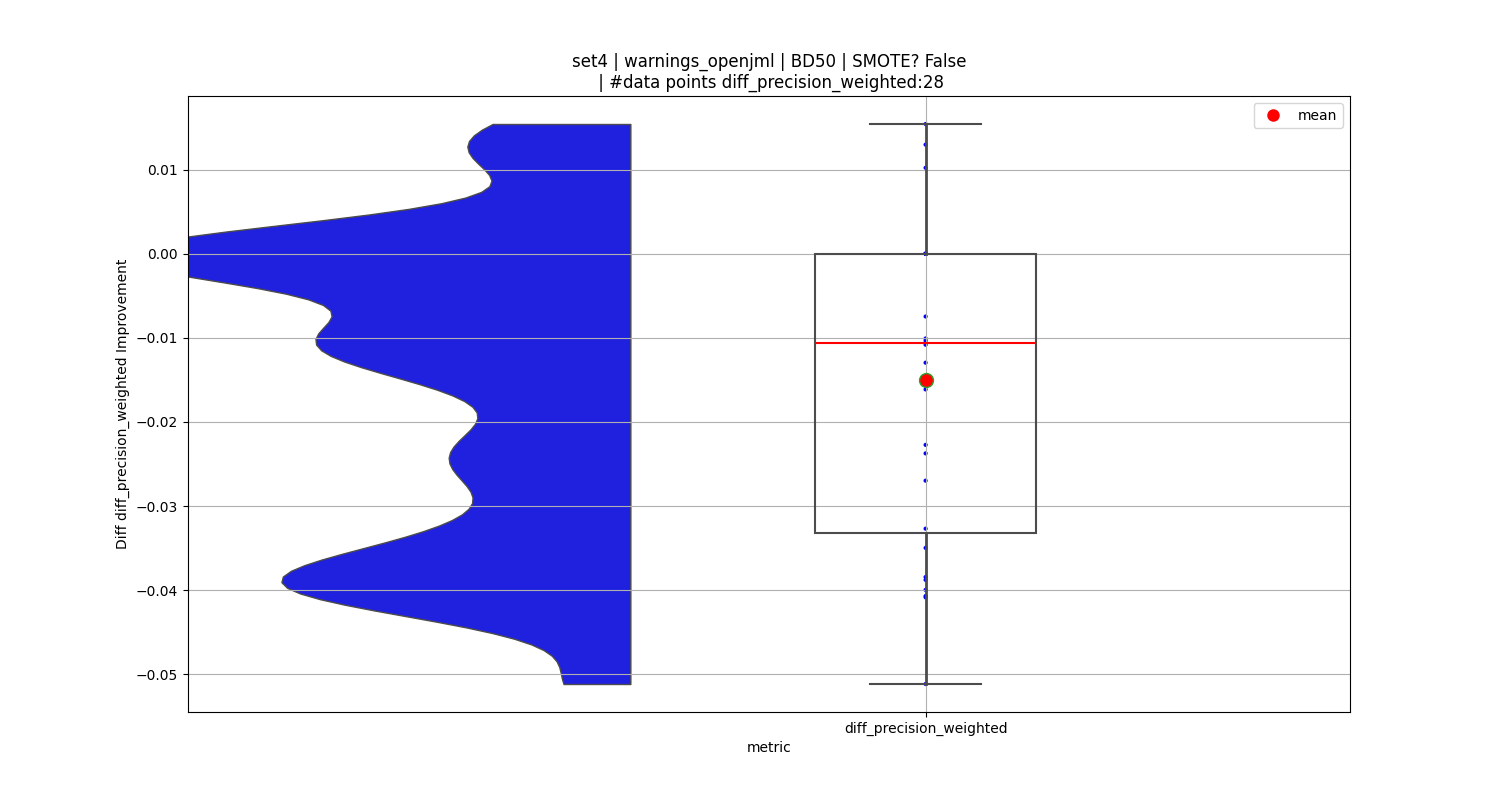 set4 | warnings_openjml | BD50 | SMOTE? False
| #data points diff_precision_weighted:28
mean
0.01
0.00
−0.01
−0.02
−0.03
−0.04
−0.05
Diff diff_precision_weighted Improvement
diff_precision_weighted
metric